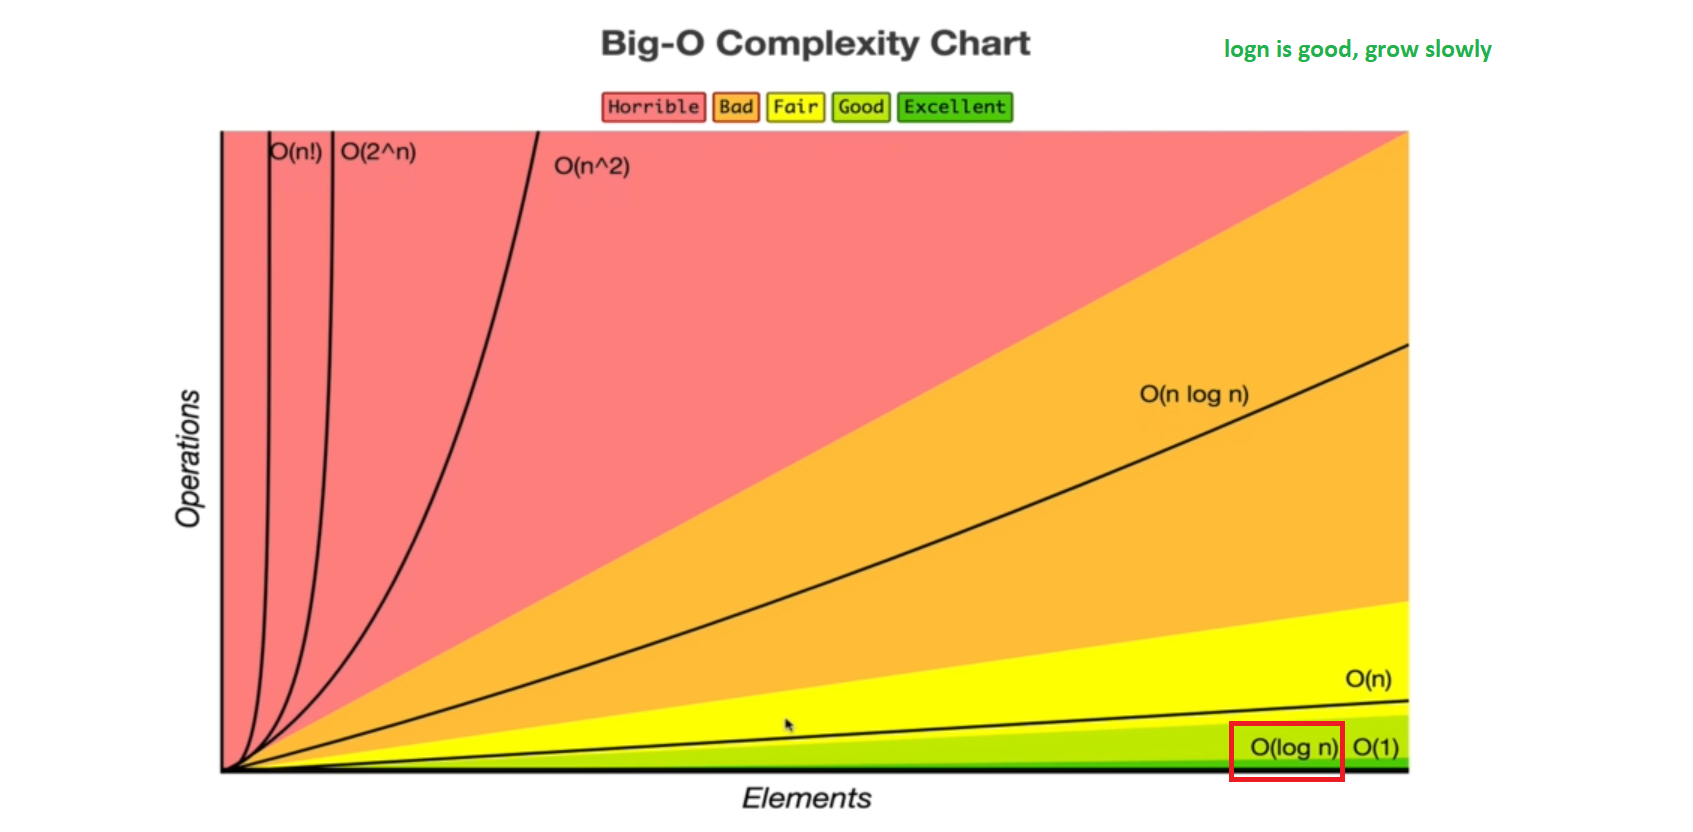 Big-O Complexity Chart
logn is good, grow slowly
Horrible Bad Fair Good Excellent
O(n!) O(2^n)
O(n^2)
O(n log n)
O(n)
O(log n) O(1)
Operations
Elements